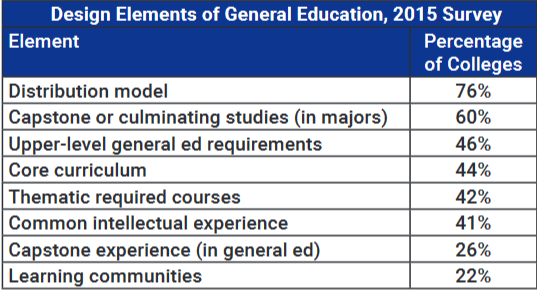 Design Elements of General Education, 2015 Survey
Element Percentage
of Colleges
Distribution model 76%
Capstone or culminating studies (in majors) 60%
Upper-level general ed requirements 46%
Core curriculum 44%
Thematic required courses 42%
Common intellectual experience 41%
Capstone experience (in general ed) 26%
Learning communities 22%